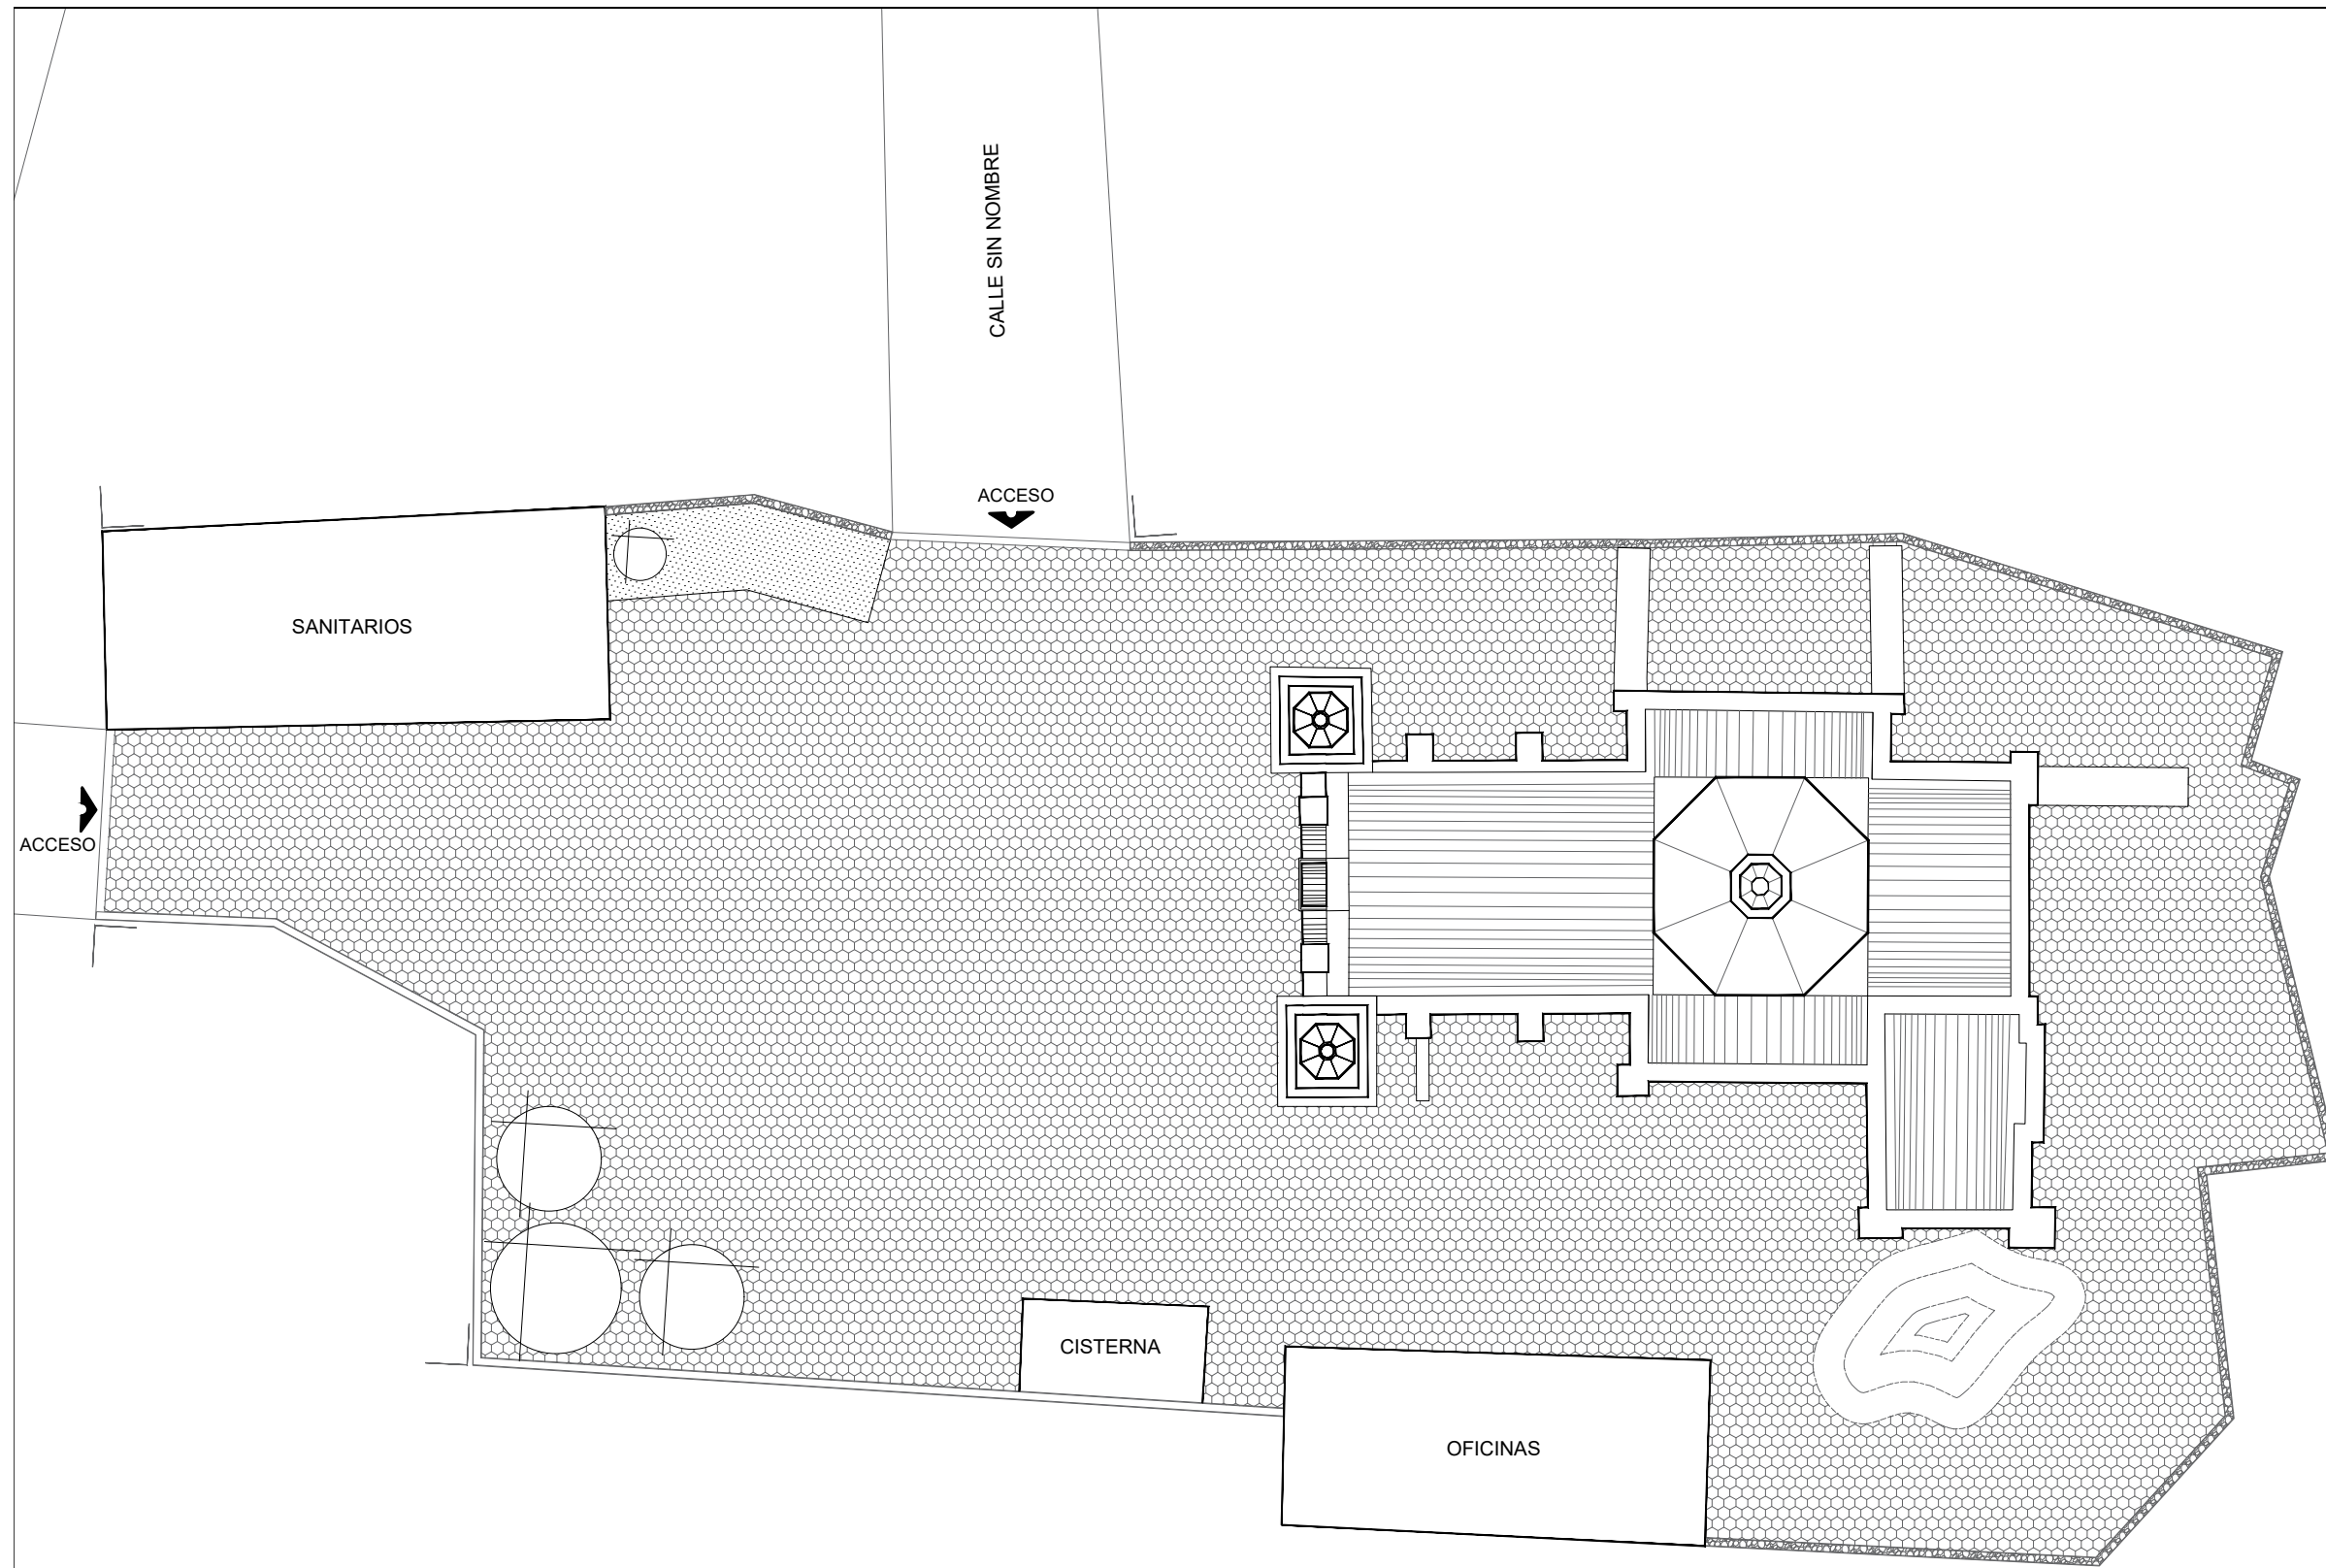 CALLE SIN NOMBRE
ACCESO
SANITARIOS
ACCESO
CISTERNA
OFICINAS